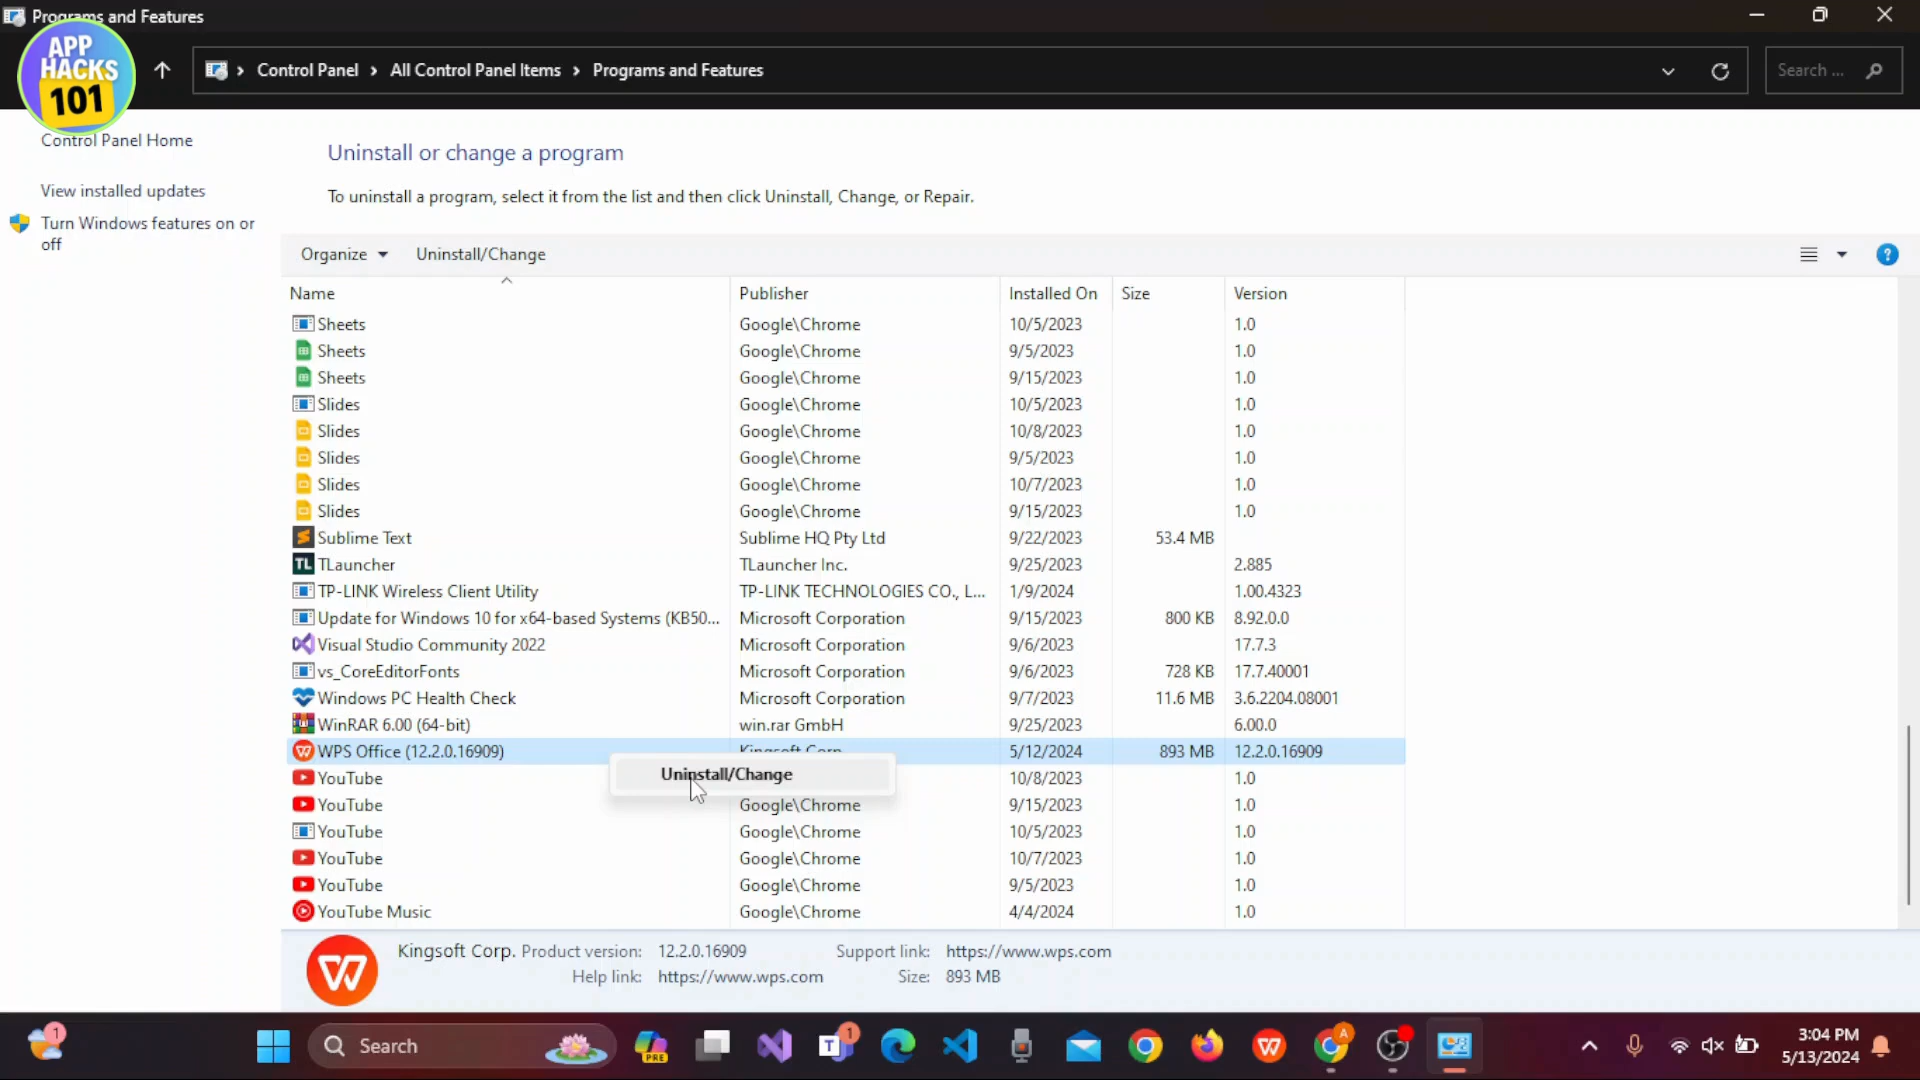 Programs and Features
APP
HACKS
101
Control Panel
All Control Panel Items
Programs and Features
Search ...
Control Panel Home
View installed updates
Turn Windows features on or
off
Uninstall or change a program
To uninstall a program, select it from the list and then click Uninstall, Change, or Repair.
Organize
Uninstall/Change
Name Publisher Installed On Size Version
Sheets Google\Chrome 10/5/2023 1.0
Sheets Google\Chrome 9/5/2023 1.0
Sheets Google\Chrome 9/15/2023 1.0
Slides Google\Chrome 10/5/2023 1.0
Slides Google\Chrome 10/8/2023 1.0
Slides Google\Chrome 9/5/2023 1.0
Slides Google\Chrome 10/7/2023 1.0
Slides Google\Chrome 9/15/2023 1.0
Sublime Text Sublime HQ Pty Ltd 9/22/2023 53.4 MB
TL TLauncher TLauncher Inc. 9/25/2023 2.885
TP-LINK Wireless Client Utility TP-LINK TECHNOLOGIES CO., L... 1/9/2024 1.00.4323
Update for Windows 10 for x64-based Systems (KB50... Microsoft Corporation 9/15/2023 800 KB 8.92.0.0
Visual Studio Community 2022 Microsoft Corporation 9/6/2023 17.7.3
vs_CoreEditorFonts Microsoft Corporation 9/6/2023 728 KB 17.7.40001
Windows PC Health Check Microsoft Corporation 9/7/2023 11.6 MB 3.6.2204.08001
WinRAR 6.00 (64-bit) win.rar GmbH 9/25/2023 6.00.0
WPS Office (12.2.0.16909) Kingsoft Corp. 5/12/2024 893 MB 12.2.0.16909
Uninstall/Change
YouTube 10/8/2023 1.0
YouTube Google\Chrome 9/15/2023 1.0
YouTube Google\Chrome 10/5/2023 1.0
YouTube Google\Chrome 10/7/2023 1.0
YouTube Google\Chrome 9/5/2023 1.0
YouTube Music Google\Chrome 4/4/2024 1.0
Kingsoft Corp. Product version: 12.2.0.16909 Support link: https://www.wps.com
Help link: https://www.wps.com Size: 893 MB
1
Search
PRE
T
1
A
3:04 PM
5/13/2024